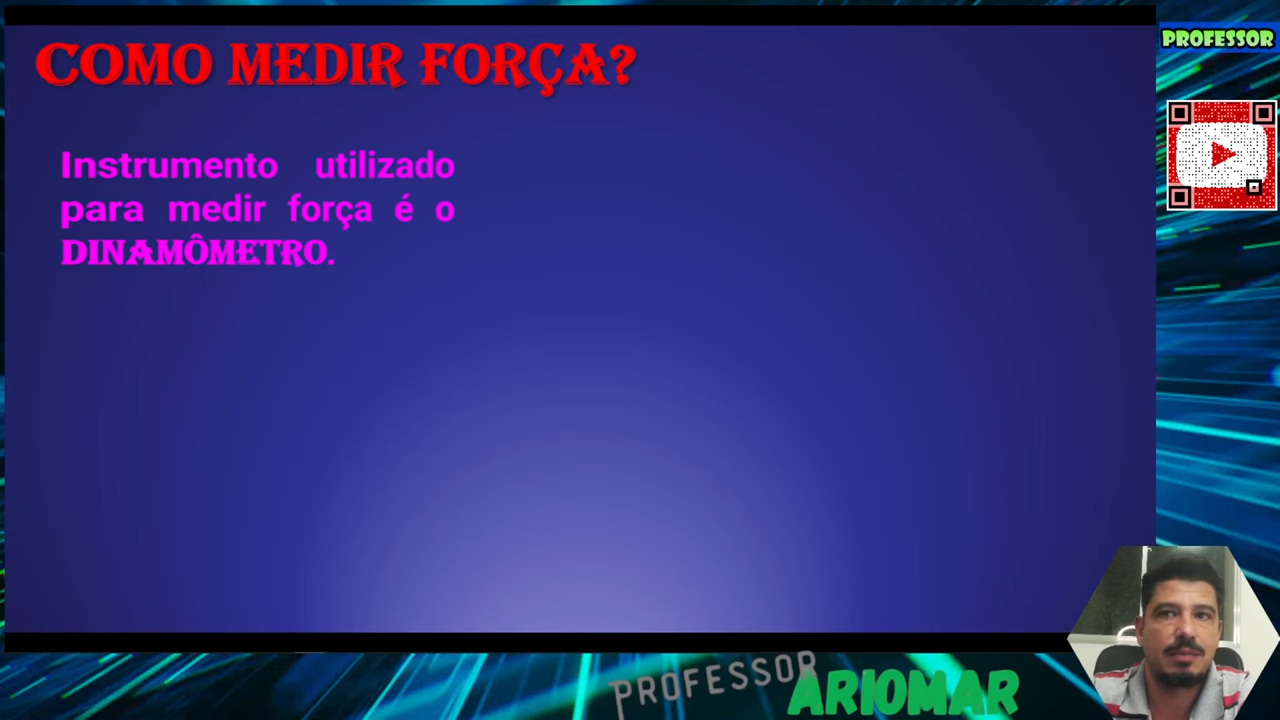 COMO MEDIR FORÇA?
PROFESSOR
Instrumento utilizado
para medir força é o
DINAMÔMETRO.
PROFESSOR
ARIOMAR